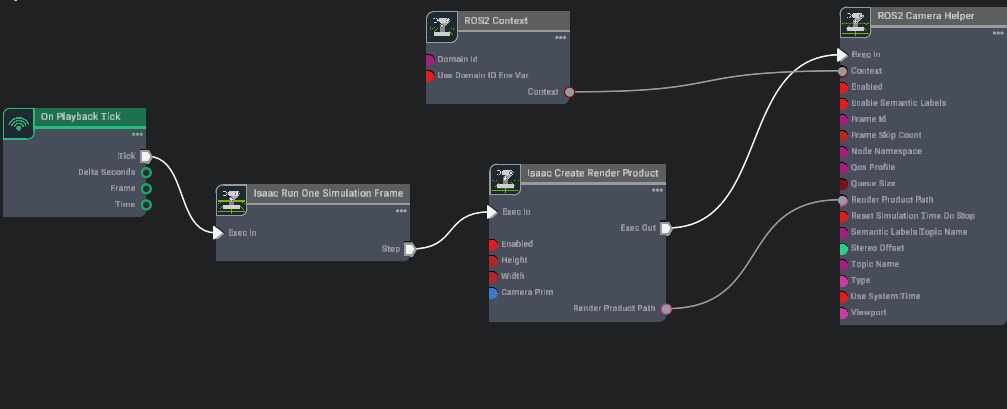 On Playback Tick
Tick
Delta Seconds
Frame
Time
Isaac Run One Simulation Frame
Exec In
Step
ROS2 Context
Domain Id
Use Domain ID Env Var
Context
Isaac Create Render Product
Exec In
Exec Out
Enabled
Height
Width
Camera Prim
Render Product Path
ROS2 Camera Helper
Exec In
Context
Enabled
Enable Semantic Labels
Frame Id
Frame Skip Count
Node Namespace
Qos Profile
Queue Size
Render Product Path
Reset Simulation Time On Stop
Semantic Labels Topic Name
Stereo Offset
Topic Name
Type
Use System Time
Viewport